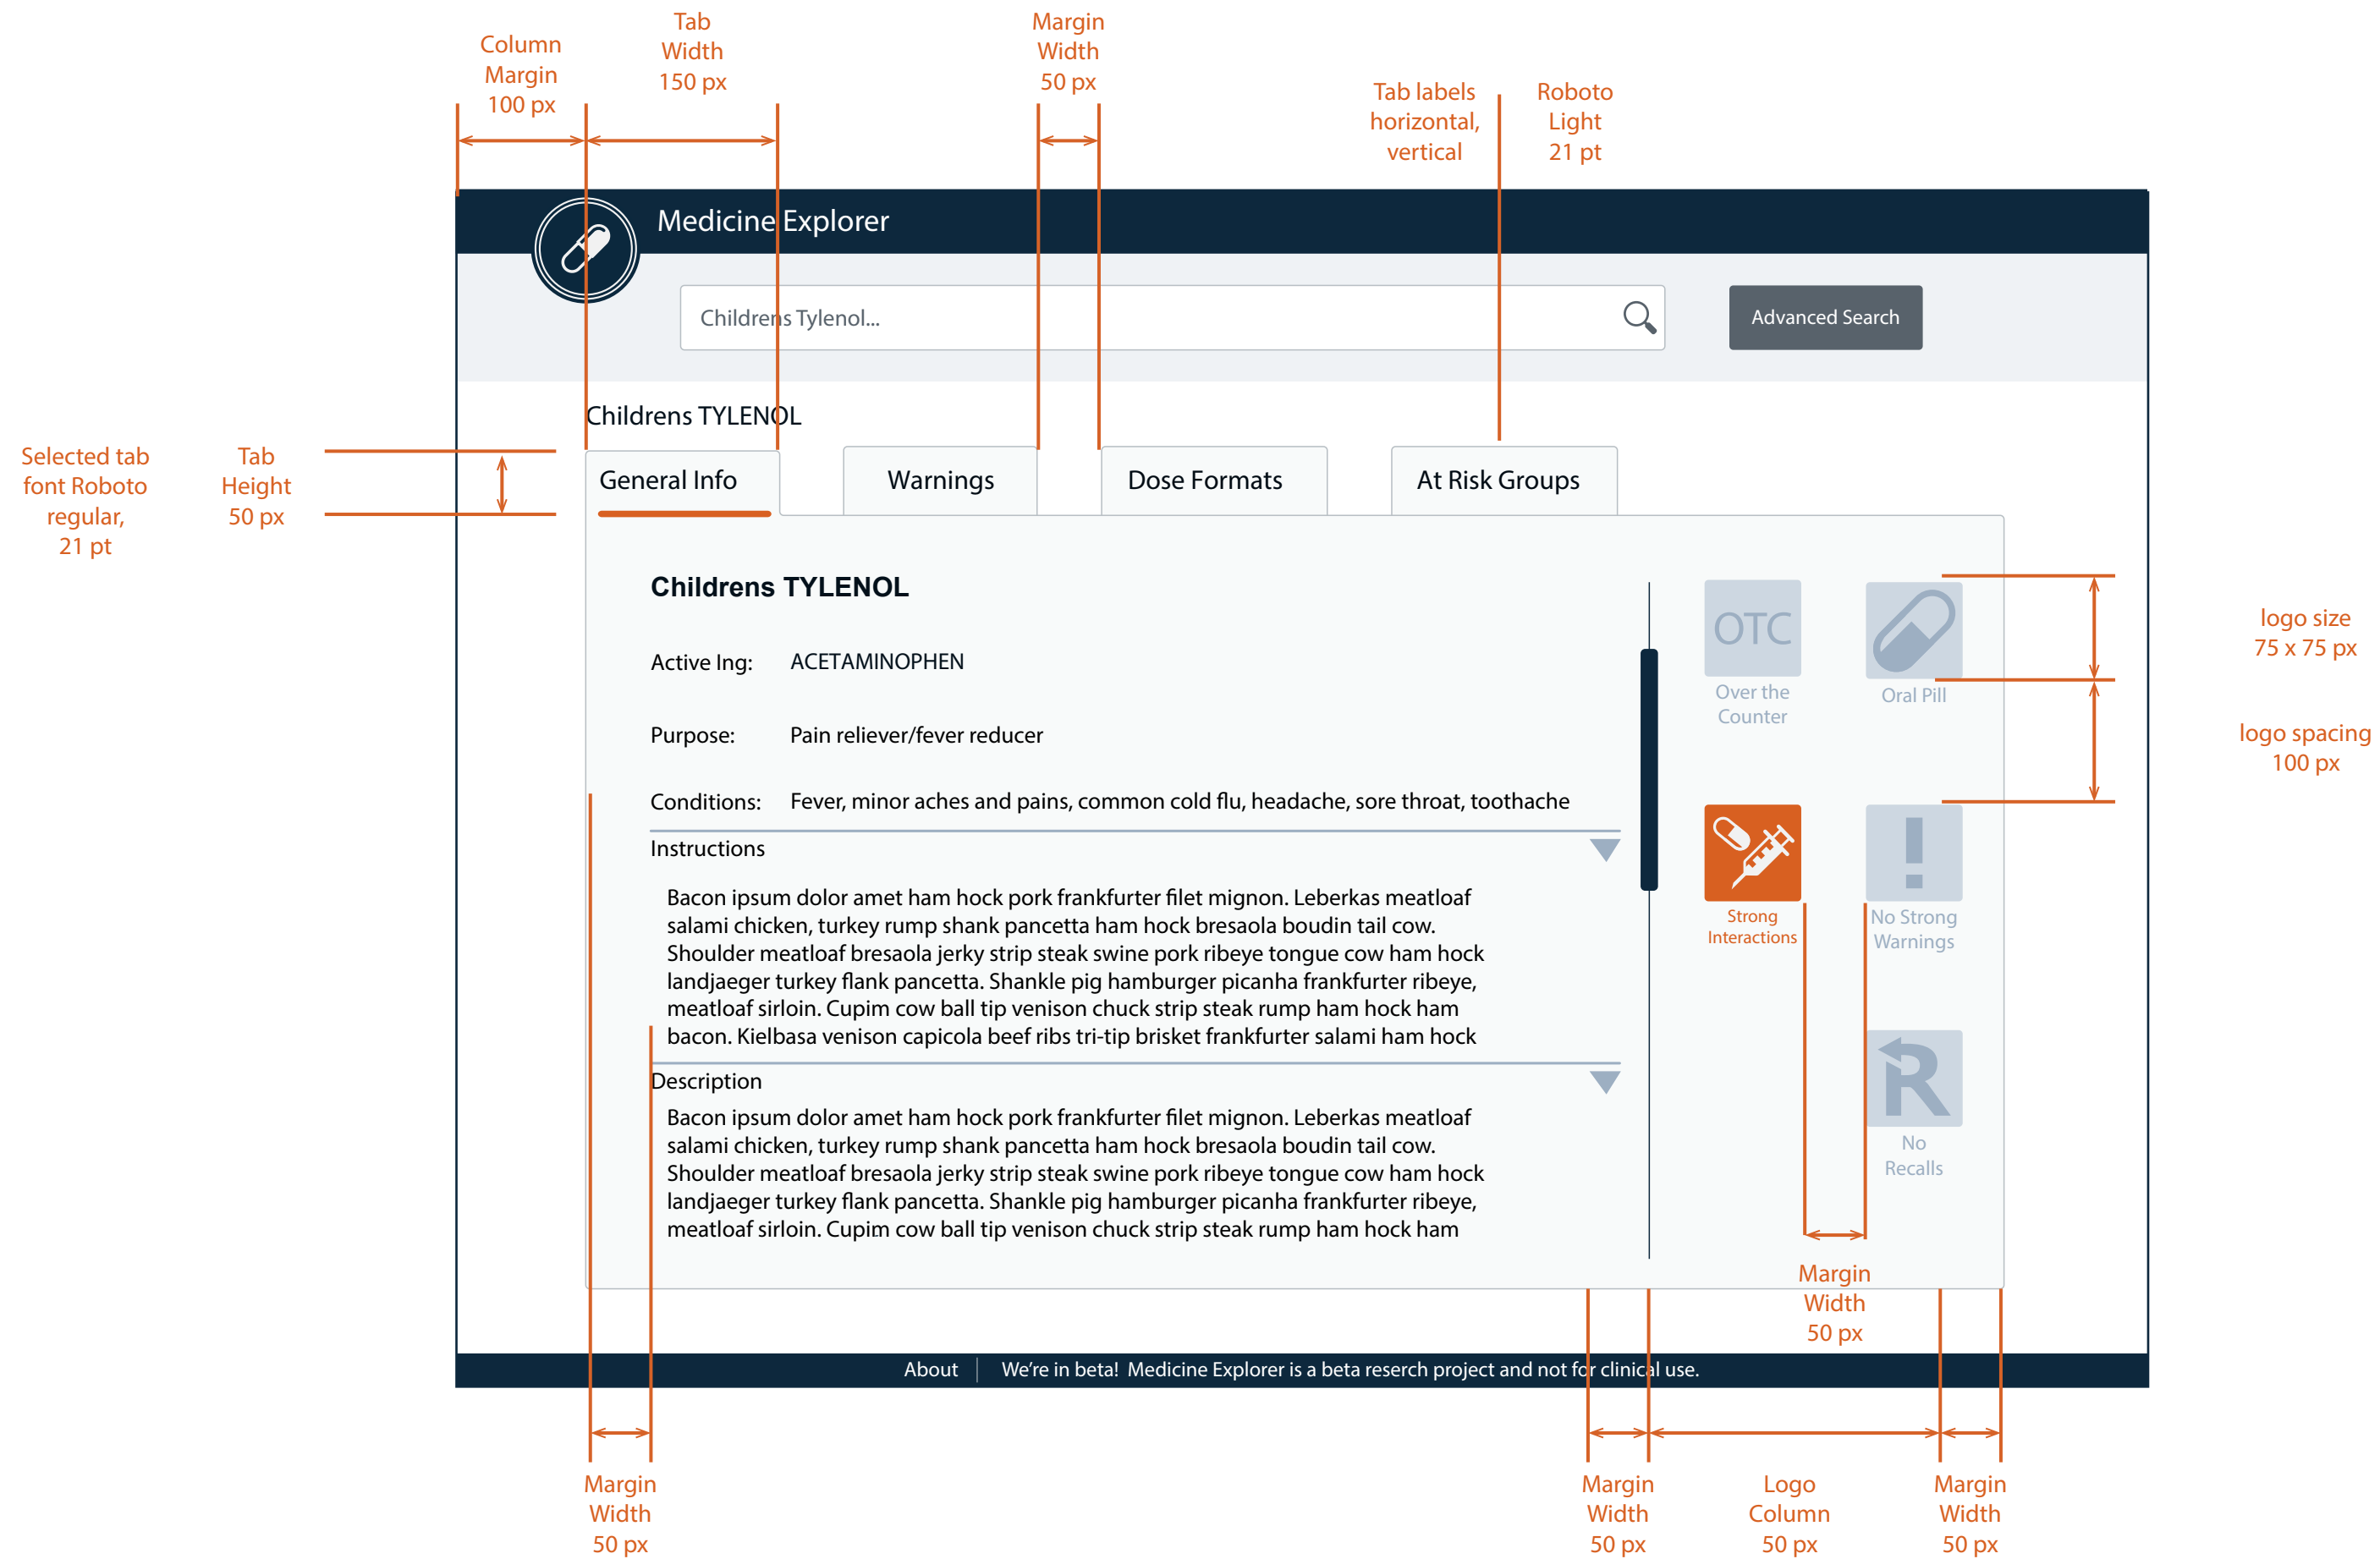 Column
Margin
100 px
Tab
Width
150 px
Margin
Width
50 px
Tab labels
horizontal,
vertical
Roboto
Light
21 pt
Medicine Explorer
Childrens Tylenol...
Advanced Search
Childrens TYLENOL
Selected tab
font Roboto
regular,
21 pt
Tab
Height
50 px
General Info
Warnings
Dose Formats
At Risk Groups
Childrens TYLENOL
Active Ing: ACETAMINOPHEN
Purpose: Pain reliever/fever reducer
Conditions: Fever, minor aches and pains, common cold flu, headache, sore throat, toothache
Instructions
Bacon ipsum dolor amet ham hock pork frankfurter filet mignon. Leberkas meatloaf
salami chicken, turkey rump shank pancetta ham hock bresaola boudin tail cow.
Shoulder meatloaf bresaola jerky strip steak swine pork ribeye tongue cow ham hock
landjaeger turkey flank pancetta. Shankle pig hamburger picanha frankfurter ribeye,
meatloaf sirloin. Cupim cow ball tip venison chuck strip steak rump ham hock ham
bacon. Kielbasa venison capicola beef ribs tri-tip brisket frankfurter salami ham hock
Description
Bacon ipsum dolor amet ham hock pork frankfurter filet mignon. Leberkas meatloaf
salami chicken, turkey rump shank pancetta ham hock bresaola boudin tail cow.
Shoulder meatloaf bresaola jerky strip steak swine pork ribeye tongue cow ham hock
landjaeger turkey flank pancetta. Shankle pig hamburger picanha frankfurter ribeye,
meatloaf sirloin. Cupim cow ball tip venison chuck strip steak rump ham hock ham
OTC
Over the
Counter
Oral Pill
logo size
75 x 75 px
logo spacing
100 px
Strong
Interactions
!
No Strong
Warnings
R
No
Recalls
Margin
Width
50 px
About | We're in beta! Medicine Explorer is a beta reserch project and not for clinical use.
Margin
Width
50 px
Margin
Width
50 px
Logo
Column
50 px
Margin
Width
50 px